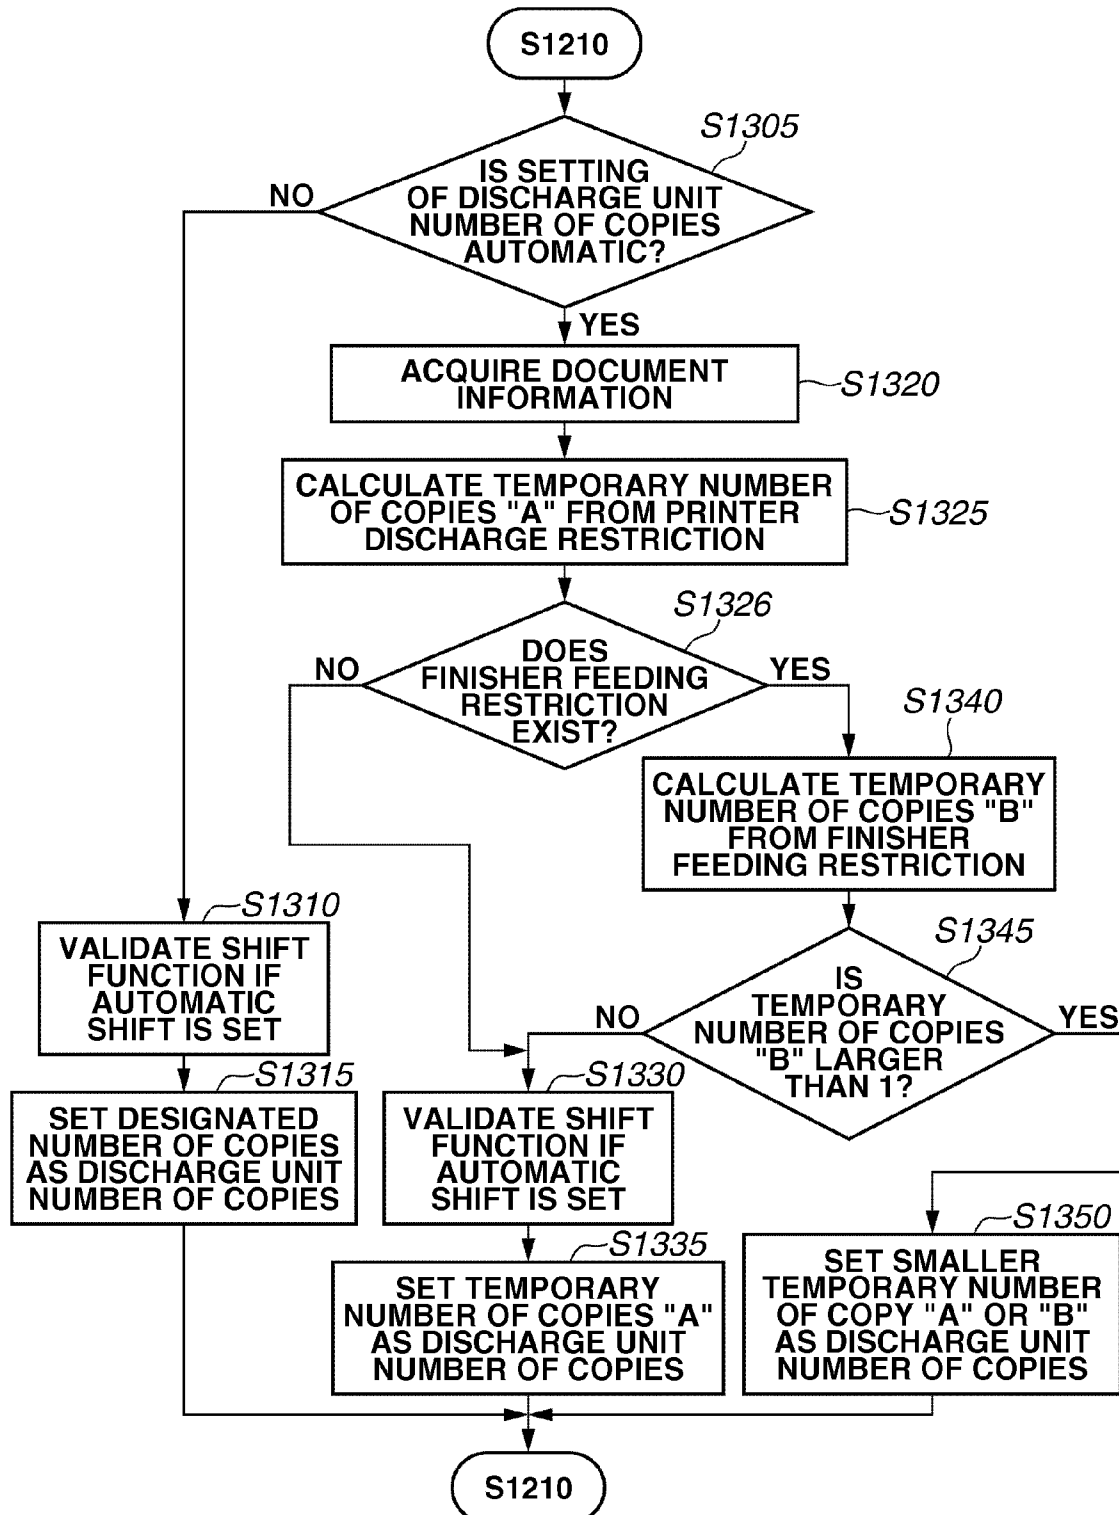 S1210
S1305
IS SETTING
OF DISCHARGE UNIT
NUMBER OF COPIES
AUTOMATIC?
NO
YES
ACQUIRE DOCUMENT
INFORMATION
S1320
CALCULATE TEMPORARY NUMBER
OF COPIES "A" FROM PRINTER
DISCHARGE RESTRICTION
S1325
S1326
DOES
FINISHER FEEDING
RESTRICTION
EXIST?
NO
YES
S1340
CALCULATE TEMPORARY
NUMBER OF COPIES "B"
FROM FINISHER
FEEDING RESTRICTION
S1310
VALIDATE SHIFT
FUNCTION IF
AUTOMATIC
SHIFT IS SET
S1345
IS
TEMPORARY
NUMBER OF COPIES
"B" LARGER
THAN 1?
NO
YES
S1315
SET DESIGNATED
NUMBER OF COPIES
AS DISCHARGE UNIT
NUMBER OF COPIES
S1330
VALIDATE SHIFT
FUNCTION IF
AUTOMATIC
SHIFT IS SET
S1335
SET TEMPORARY
NUMBER OF COPIES "A"
AS DISCHARGE UNIT
NUMBER OF COPIES
S1350
SET SMALLER
TEMPORARY NUMBER
OF COPY "A" OR "B"
AS DISCHARGE UNIT
NUMBER OF COPIES
S1210